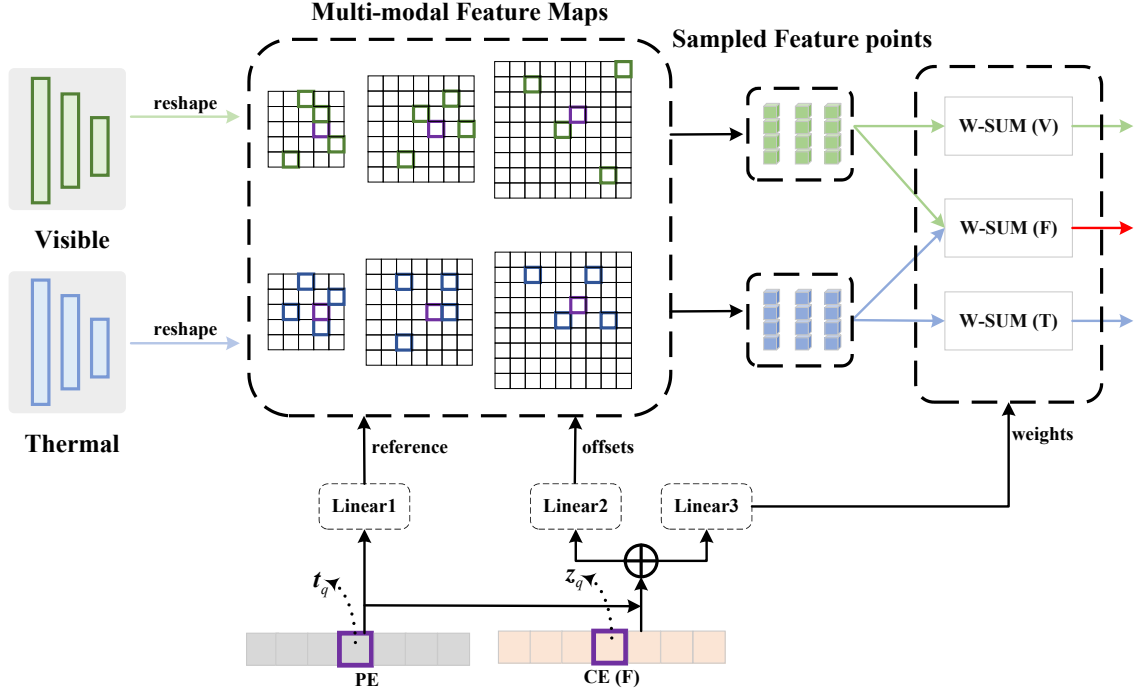 Multi-modal Feature Maps
Sampled Feature points
reshape
Visible
reshape
Thermal
W-SUM (V)
W-SUM (F)
W-SUM (T)
reference
offsets
weights
Linear1
Linear2
Linear3
t_q
z_q
PE
CE (F)